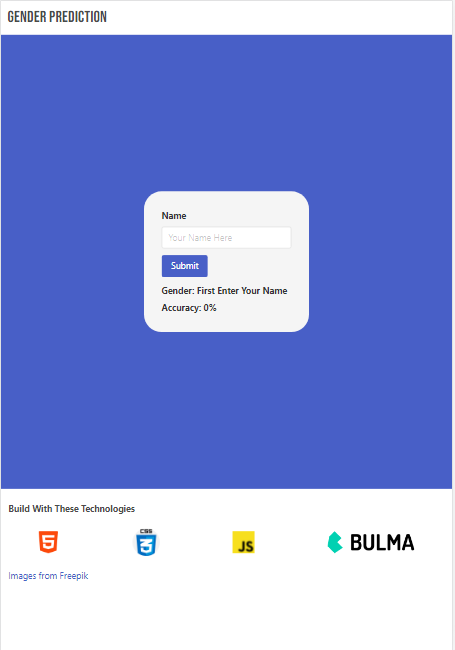 GENDER PREDICTION
Name
Your Name Here
Submit
Gender: First Enter Your Name
Accuracy: 0%
Build With These Technologies
5
CSS
3
JS
BULMA
Images from Freepik